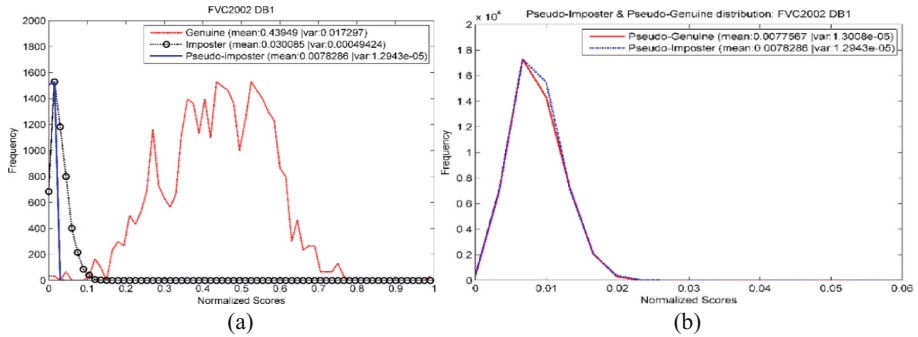 FVC2002 DB1
2000
1800
1600
1400
1200
1000
800
600
400
200
0
Frequency
Genuine (mean:0.43949 |var:0.017297)
Imposter (mean:0.030085 |var:0.00049424)
Pseudo-imposter (mean:0.0078286 |var:1.2943e-05)
0 0.1 0.2 0.3 0.4 0.5 0.6 0.7 0.8 0.9 1
Normalized Scores
(a)
Pseudo-Imposter & Pseudo-Genuine distribution: FVC2002 DB1
x 10⁴
2
1.8
1.6
1.4
1.2
1
0.8
0.6
0.4
0.2
0
Frequency
Pseudo-Genuine (mean:0.0077567 |var:1.3008e-05)
Pseudo-Imposter (mean:0.0078286 |var:1.2943e-05)
0 0.01 0.02 0.03 0.04 0.05 0.06
Normalized Scores
(b)